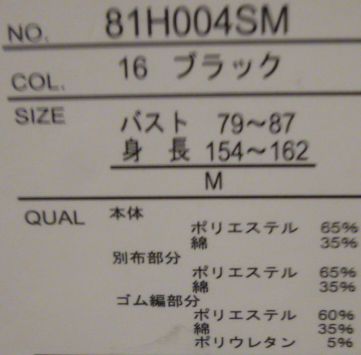 NO. 81H004SM
COL. 16 ブラック
SIZE バスト 79～87
身長 154～162
M
QUAL 本体
ポリエステル 65%
綿 35%
別布部分
ポリエステル 65%
綿 35%
ゴム編部分
ポリエステル 60%
綿 35%
ポリウレタン 5%